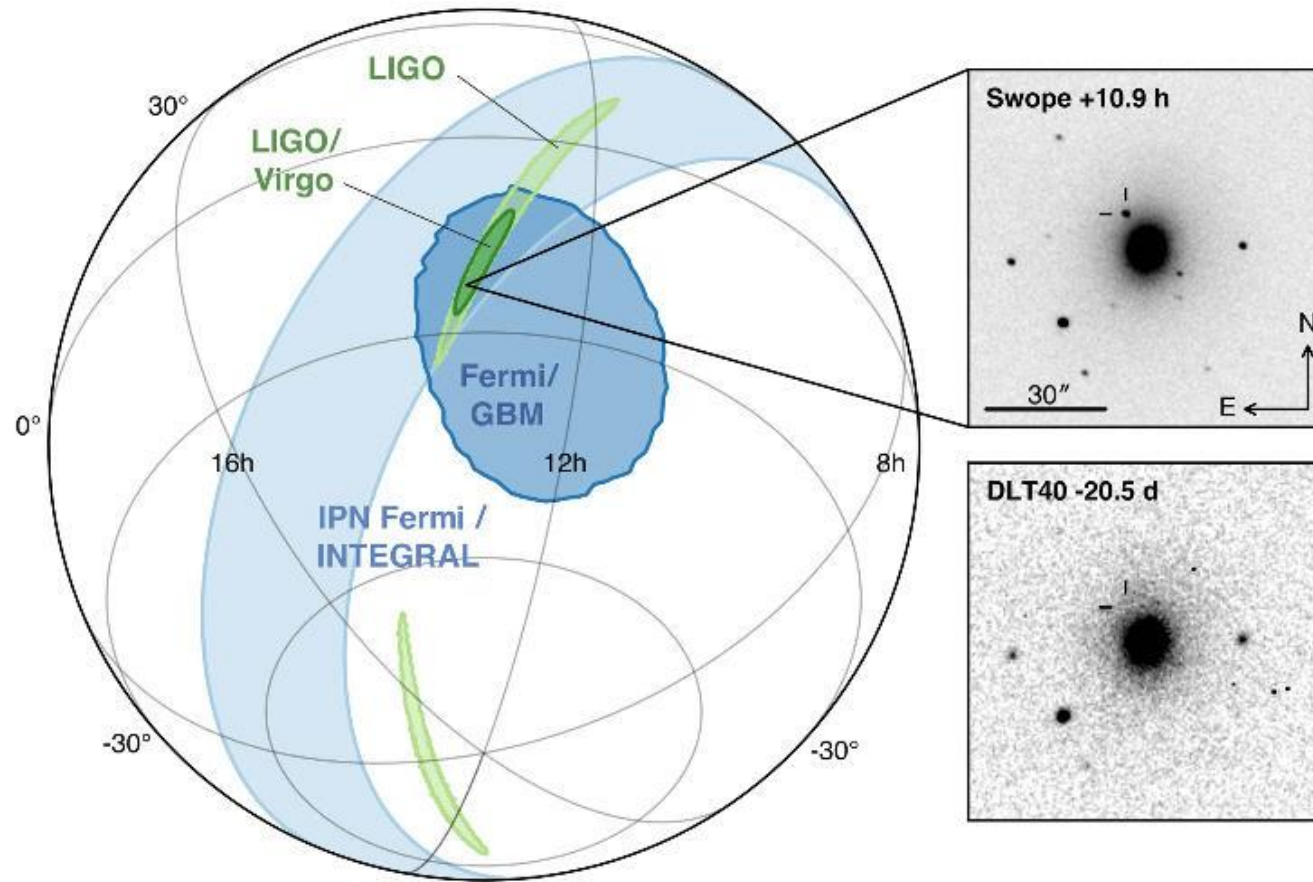 LIGO
LIGO/
Virgo
30°
0°
-30°
-30°
16h
12h
8h
Fermi/
GBM
IPN Fermi /
INTEGRAL
Swope +10.9 h
30″
N
E
DLT40 -20.5 d